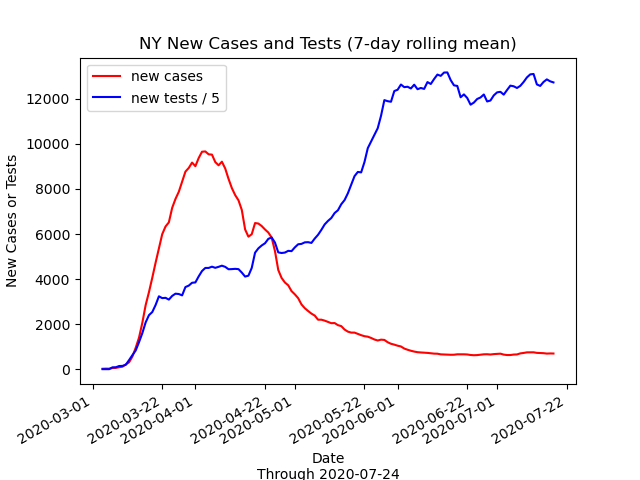 NY New Cases and Tests (7-day rolling mean)
new cases
new tests / 5
12000
10000
8000
6000
4000
2000
0
New Cases or Tests
2020-03-01
2020-03-22
2020-04-01
2020-04-22
2020-05-01
2020-05-22
2020-06-01
2020-06-22
2020-07-01
2020-07-22
Date
Through 2020-07-24